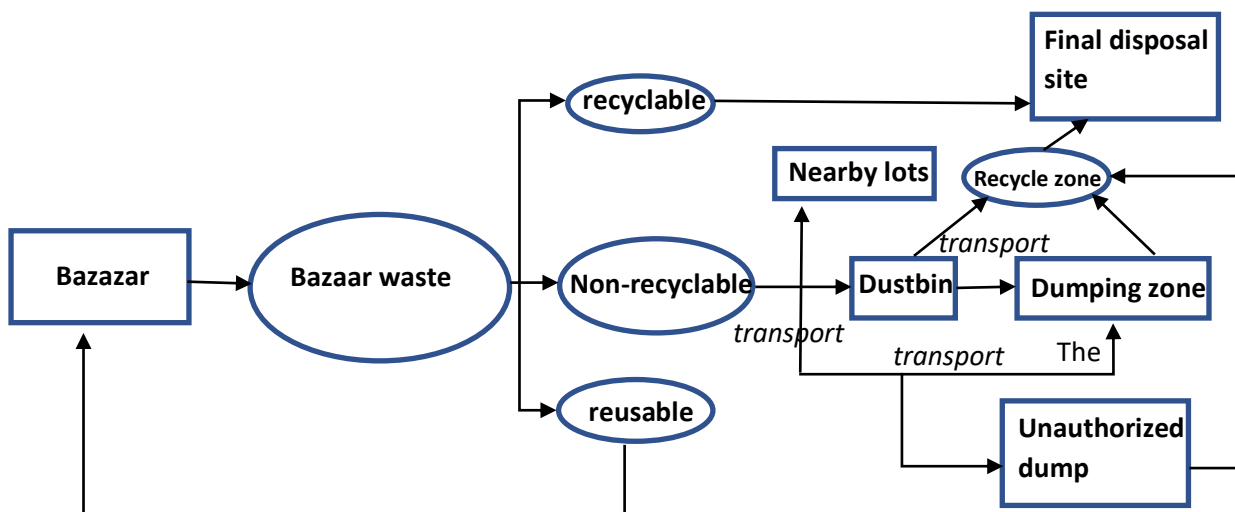 Final disposal
site
recyclable
Nearby lots
Recycle zone
transport
Bazazar
Bazaar waste
Non-recyclable
Dustbin
Dumping zone
transport
transport
The
reusable
Unauthorized
dump